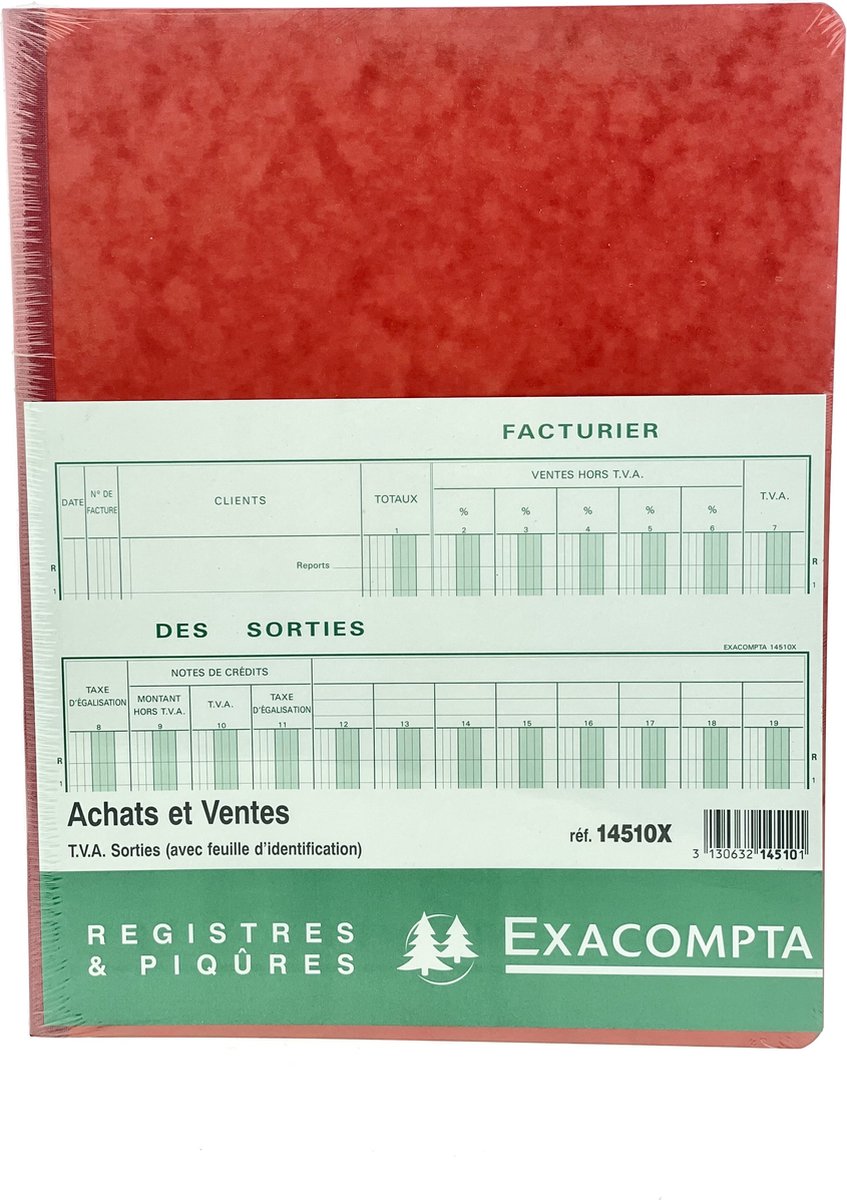 FACTURIER
DATE N° DE FACTURE CLIENTS TOTAUX VENTES HORS T.V.A. T.V.A.
% % % % %
1 2 3 4 5 6 7
R Reports R
1 1
DES SORTIES
EXACOMPTA 14510X
TAXE D'ÉGALISATION NOTES DE CRÉDITS
MONTANT HORS T.V.A. T.V.A. TAXE D'ÉGALISATION
8 9 10 11 12 13 14 15 16 17 18 19
R R
1 1
Achats et Ventes
T.V.A. Sorties (avec feuille d'identification)
réf. 14510X
3 130632 145101
REGISTRES
& PIQÛRES
EXACOMPTA